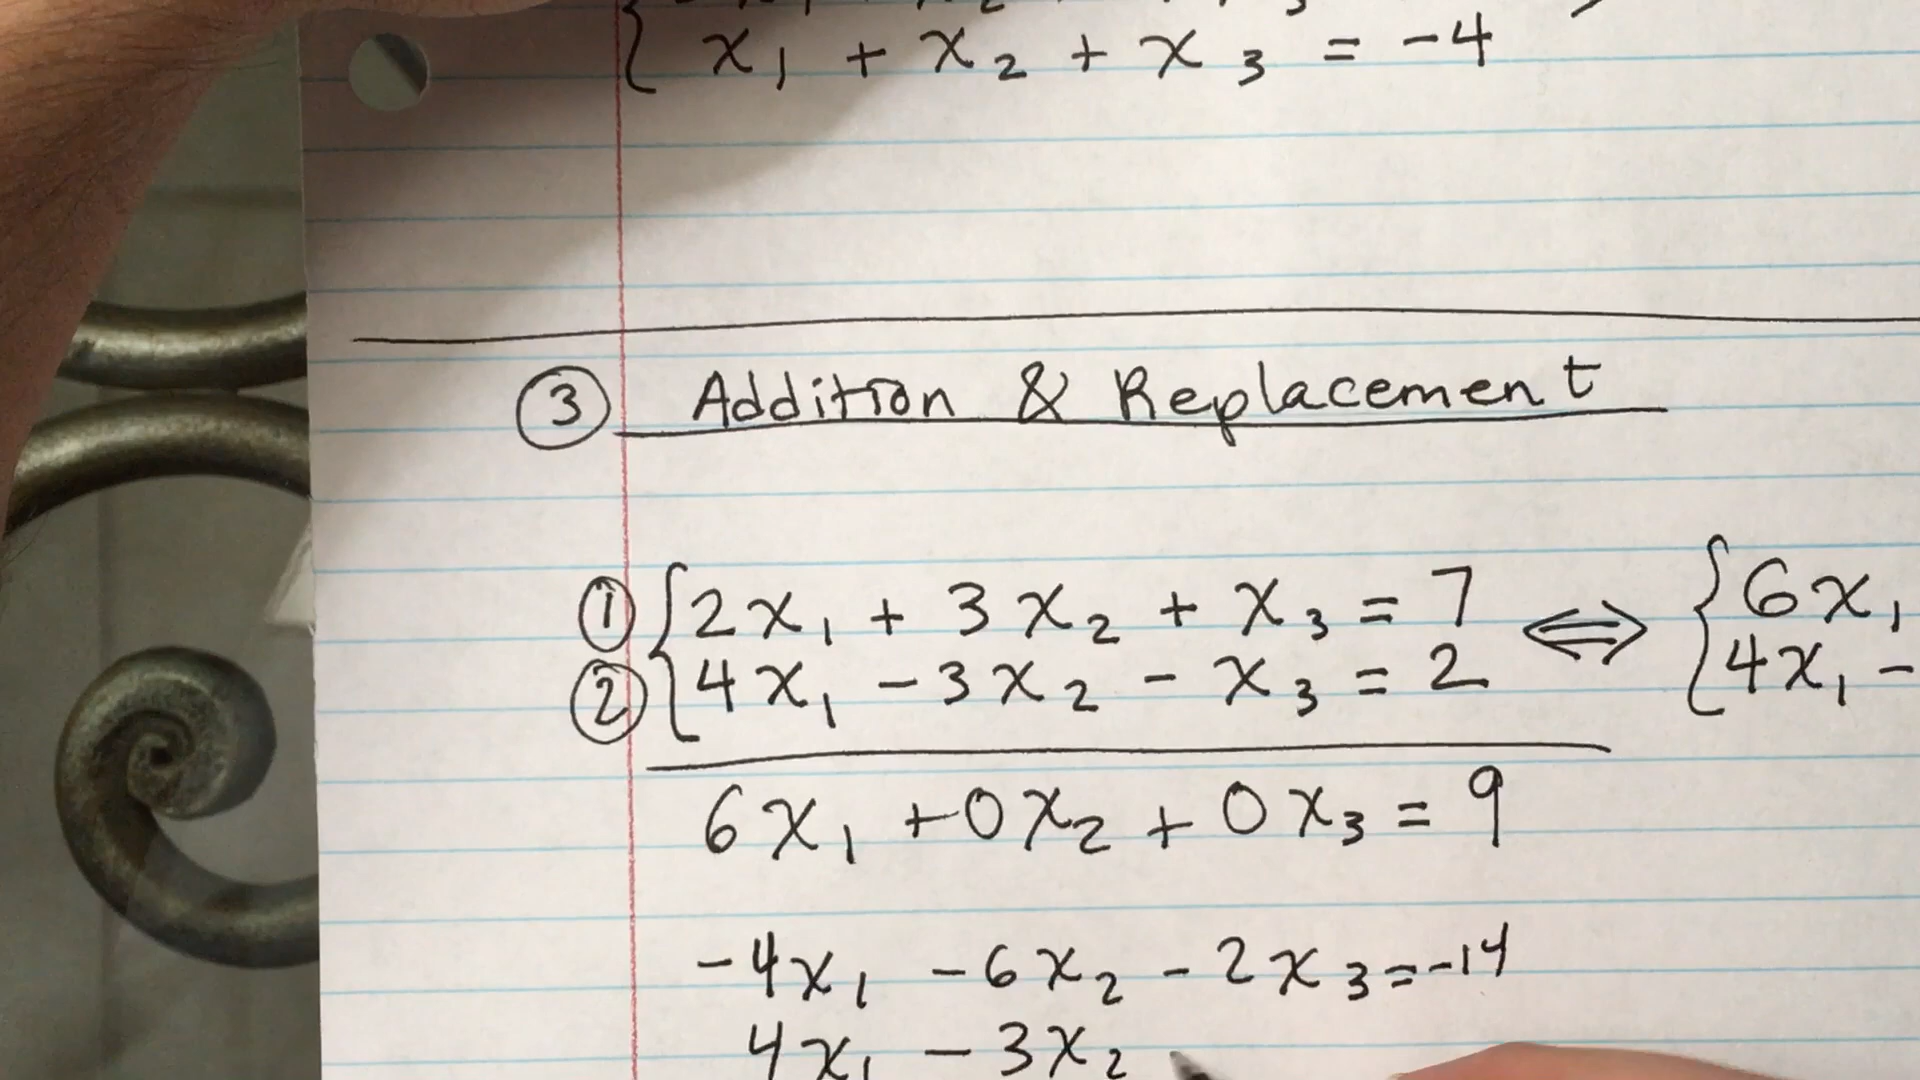 x₁ + x₂ + x₃ = -4
③ Addition & Replacement
① { 2x₁ + 3x₂ + x₃ = 7 ⟺ { 6x₁
② { 4x₁ - 3x₂ - x₃ = 2 { 4x₁ -
6x₁ + 0x₂ + 0x₃ = 9
-4x₁ - 6x₂ - 2x₃ = -14
4x₁ - 3x₂